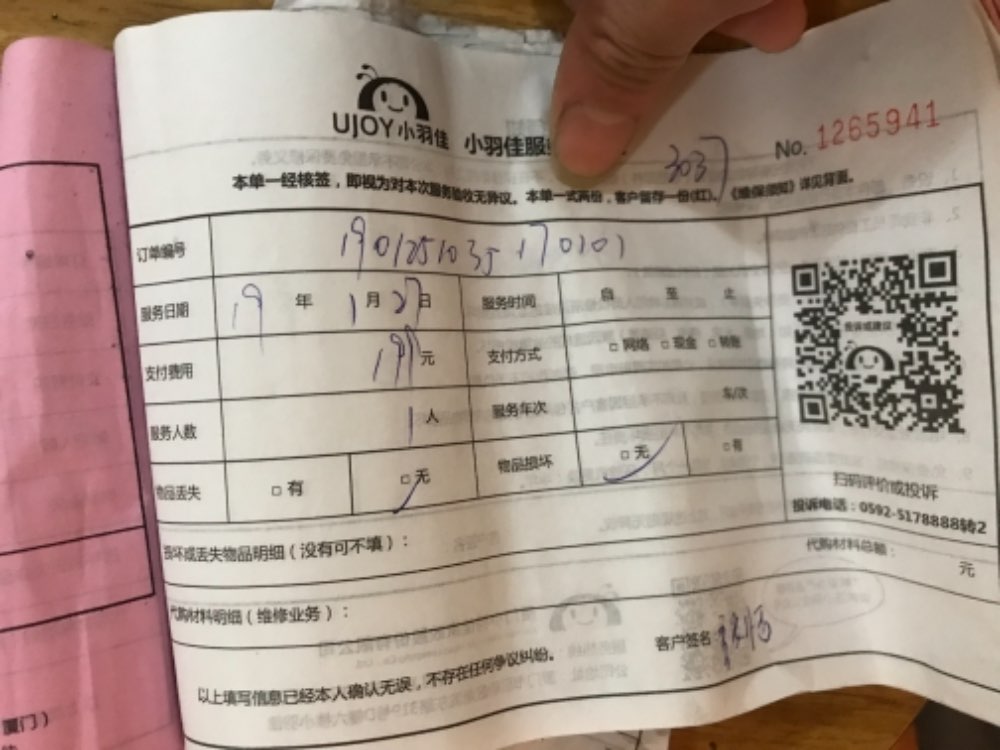 UJOY小羽佳 小羽佳服
3037
No. 1265941
本单一经核签，即视为对本次服务验收无异议。本单一式两份，客户留存一份(红)。《维保须知》详见背面。
订单编号 190125103517 0101
服务日期 19 年 1 月 27 日 服务时间 自 至 止
支付费用 199 元 支付方式 □ 网络 □ 现金 □ 转账
服务人数 1 人 服务车次 车/次
物品丢失 □ 有 □ 无 物品损坏 □ 无 □ 有
投诉或建议
扫码评价或投诉
投诉电话：0592-5178888转2
损坏或丢失物品明细（没有可不填）：
代购材料总额： 元
代购材料明细（维修业务）：
客户签名：
以上填写信息已经本人确认无误，不存在任何争议纠纷。
厦门）